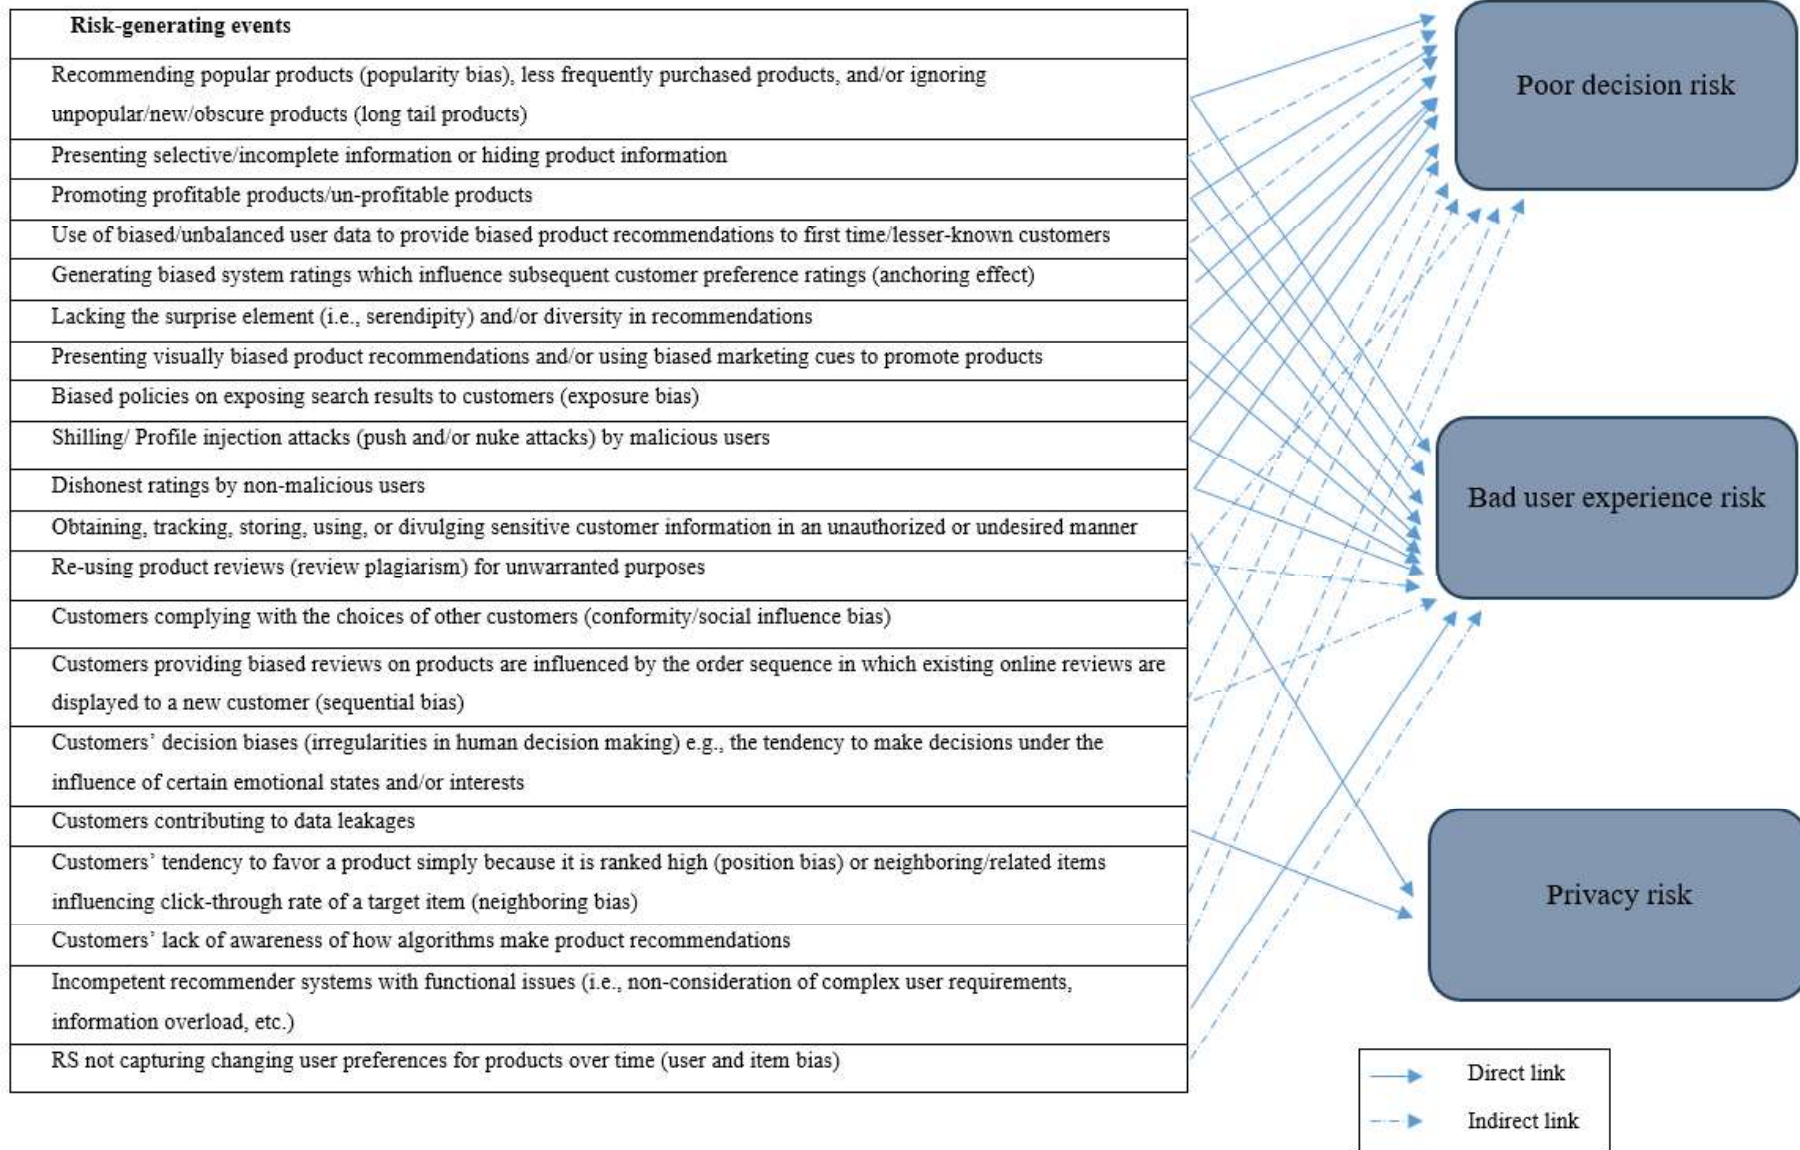 Risk-generating events
Recommending popular products (popularity bias), less frequently purchased products, and/or ignoring
unpopular/new/obscure products (long tail products)
Presenting selective/incomplete information or hiding product information
Promoting profitable products/un-profitable products
Use of biased/unbalanced user data to provide biased product recommendations to first time/lesser-known customers
Generating biased system ratings which influence subsequent customer preference ratings (anchoring effect)
Lacking the surprise element (i.e., serendipity) and/or diversity in recommendations
Presenting visually biased product recommendations and/or using biased marketing cues to promote products
Biased policies on exposing search results to customers (exposure bias)
Shilling/ Profile injection attacks (push and/or nuke attacks) by malicious users
Dishonest ratings by non-malicious users
Obtaining, tracking, storing, using, or divulging sensitive customer information in an unauthorized or undesired manner
Re-using product reviews (review plagiarism) for unwarranted purposes
Customers complying with the choices of other customers (conformity/social influence bias)
Customers providing biased reviews on products are influenced by the order sequence in which existing online reviews are
displayed to a new customer (sequential bias)
Customers’ decision biases (irregularities in human decision making) e.g., the tendency to make decisions under the
influence of certain emotional states and/or interests
Customers contributing to data leakages
Customers’ tendency to favor a product simply because it is ranked high (position bias) or neighboring/related items
influencing click-through rate of a target item (neighboring bias)
Customers’ lack of awareness of how algorithms make product recommendations
Incompetent recommender systems with functional issues (i.e., non-consideration of complex user requirements,
information overload, etc.)
RS not capturing changing user preferences for products over time (user and item bias)
Poor decision risk
Bad user experience risk
Privacy risk
Direct link
Indirect link